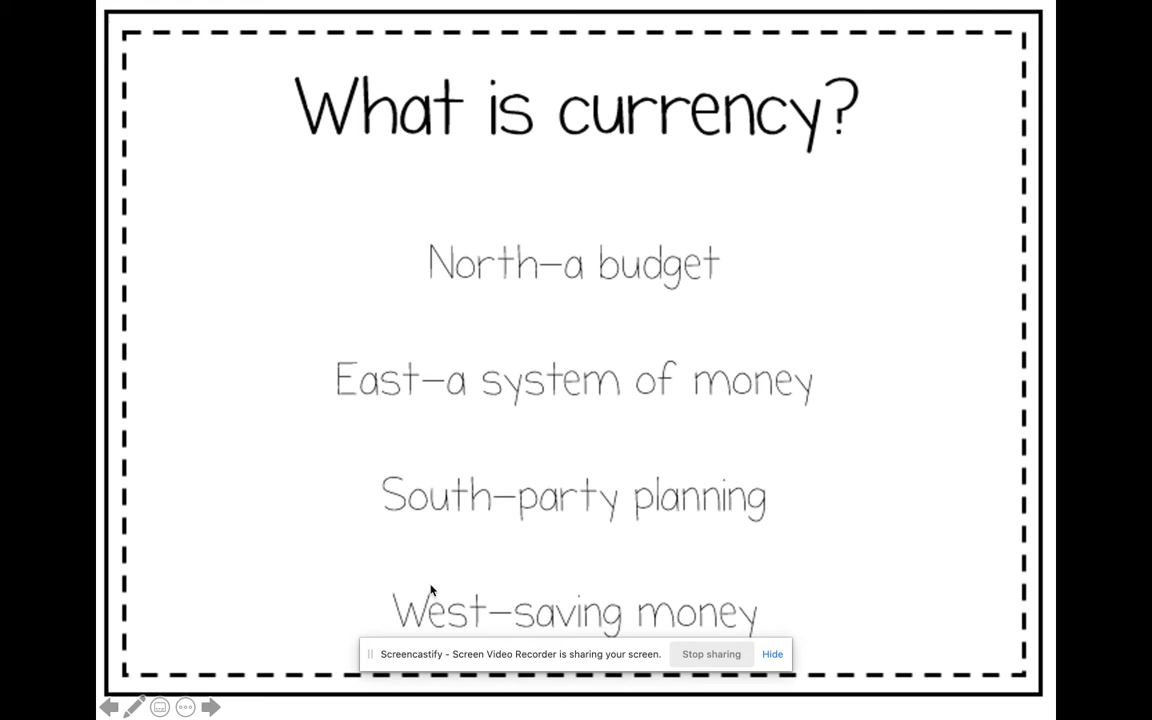 What is currency?
North–a budget
East–a system of money
South–party planning
West–saving money
Screencastify - Screen Video Recorder is sharing your screen. Stop sharing Hide